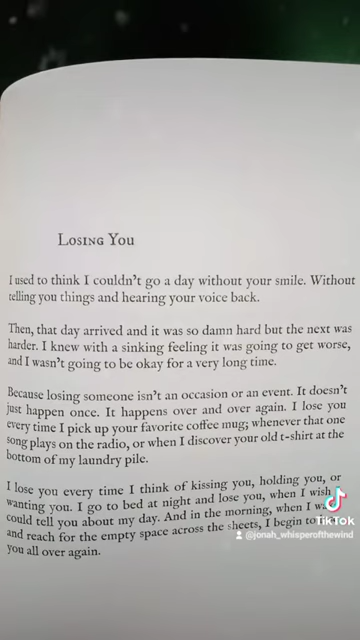 Losing You
I used to think I couldn't go a day without your smile. Without
telling you things and hearing your voice back.
Then, that day arrived and it was so damn hard but the next was
harder. I knew with a sinking feeling it was going to get worse,
and I wasn't going to be okay for a very long time.
Because losing someone isn't an occasion or an event. It doesn't
just happen once. It happens over and over again. I lose you
every time I pick up your favorite coffee mug; whenever that one
song plays on the radio, or when I discover your old t-shirt at the
bottom of my laundry pile.
I lose you every time I think of kissing you, holding you, or
wanting you. I go to bed at night and lose you, when I wish I
could tell you about my day. And in the morning, when I
and reach for the empty space across the sheets, I begin to
you all over again.
TikTok
@jonah_whisperofthewind